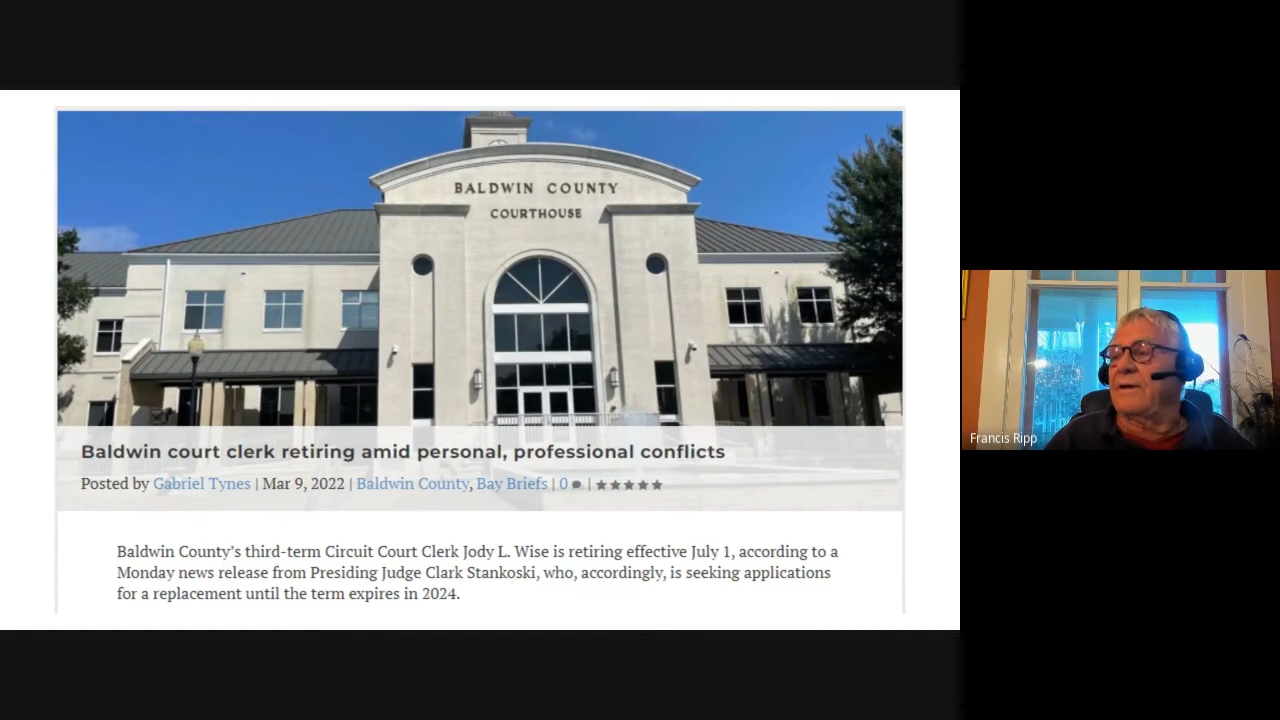 BALDWIN COUNTY
COURTHOUSE
Baldwin court clerk retiring amid personal, professional conflicts
Posted by Gabriel Tynes | Mar 9, 2022 | Baldwin County, Bay Briefs | 0 | ★★★★★
Baldwin County’s third-term Circuit Court Clerk Jody L. Wise is retiring effective July 1, according to a
Monday news release from Presiding Judge Clark Stankoski, who, accordingly, is seeking applications
for a replacement until the term expires in 2024.
Francis Ripp